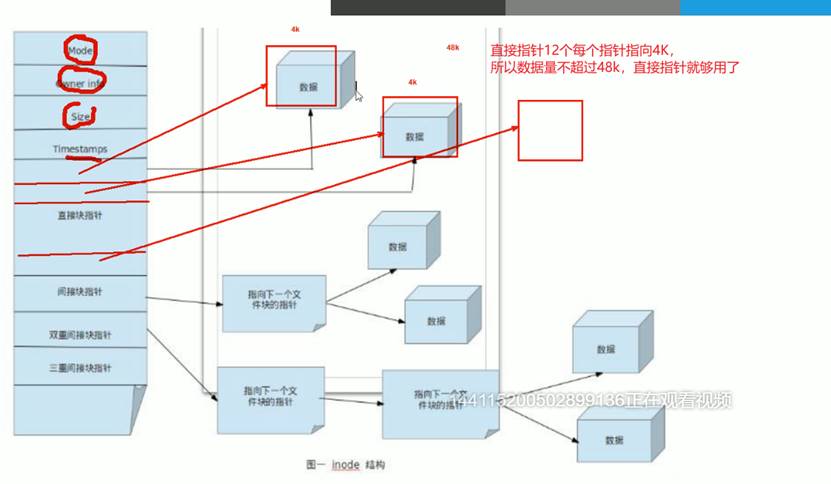 4k
48k
直接指针12个每个指针指向4K，
所以数据量不超过48k，直接指针就够用了
Mode
Owner info
数据
4k
Size
数据
Timestamps
直接块指针
数据
间接块指针
指向下一个文
件块的指针
数据
双重间接块指针
数据
三重间接块指针
指向下一个文
件块的指针
指向下一个文
件块的指针
144115200502899136正在观看视频
数据
图一 inode 结构